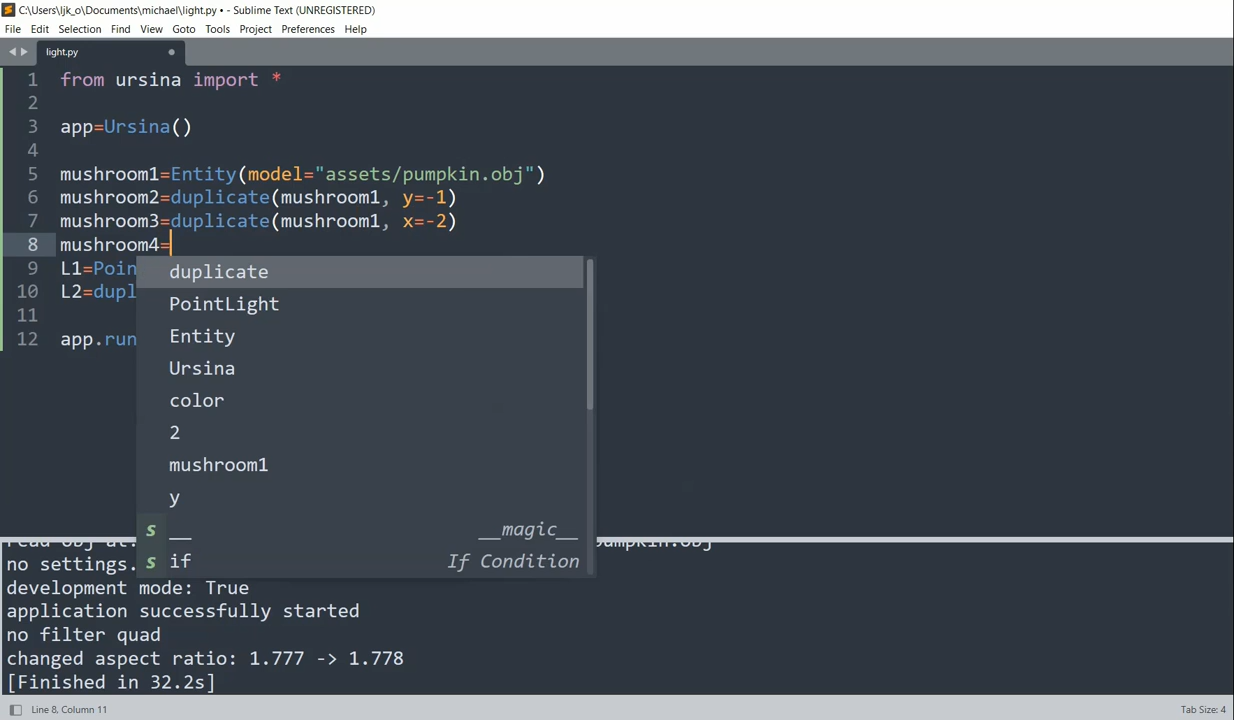 C:\Users\ljk_o\Documents\michael\light.py • - Sublime Text (UNREGISTERED)
File Edit Selection Find View Goto Tools Project Preferences Help
light.py
1 from ursina import *
2
3 app=Ursina()
4
5 mushroom1=Entity(model="assets/pumpkin.obj")
6 mushroom2=duplicate(mushroom1, y=-1)
7 mushroom3=duplicate(mushroom1, x=-2)
8 mushroom4=
9 L1=Poin
10 L2=dupl
11
12 app.run
duplicate
PointLight
Entity
Ursina
color
2
mushroom1
y
s __ __magic__
s if If Condition
no settings.
development mode: True
application successfully started
no filter quad
changed aspect ratio: 1.777 -> 1.778
[Finished in 32.2s]
Line 8, Column 11 Tab Size: 4